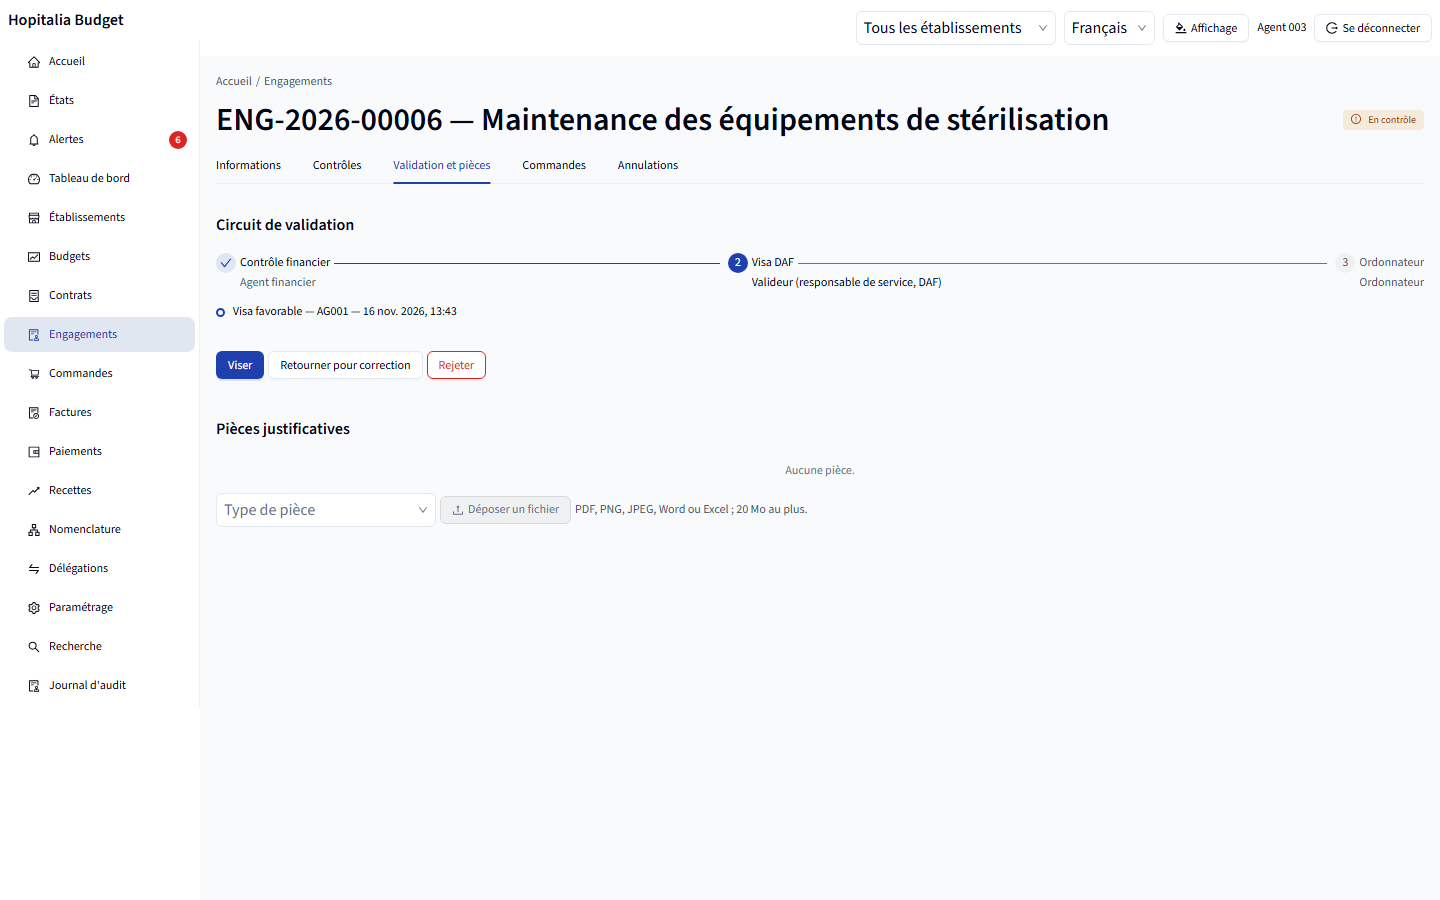 Hopitalia Budget
Tous les établissements
Français
Affichage
Agent 003
Se déconnecter
Accueil
États
Alertes
6
Tableau de bord
Établissements
Budgets
Contrats
Engagements
Commandes
Factures
Paiements
Recettes
Nomenclature
Délégations
Paramétrage
Recherche
Journal d'audit
Accueil / Engagements
ENG-2026-00006 — Maintenance des équipements de stérilisation
En contrôle
Informations
Contrôles
Validation et pièces
Commandes
Annulations
Circuit de validation
Contrôle financier
Agent financier
2
Visa DAF
Valideur (responsable de service, DAF)
3
Ordonnateur
Ordonnateur
Visa favorable — AG001 — 16 nov. 2026, 13:43
Viser
Retourner pour correction
Rejeter
Pièces justificatives
Aucune pièce.
Type de pièce
Déposer un fichier
PDF, PNG, JPEG, Word ou Excel ; 20 Mo au plus.